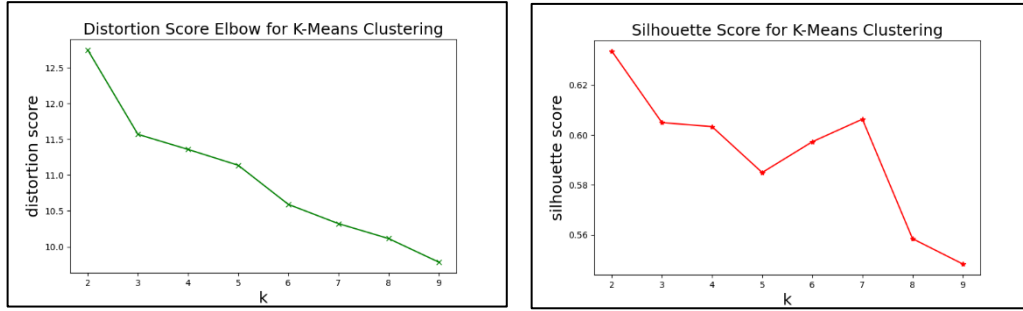 Distortion Score Elbow for K-Means Clustering
distortion score
12.5
12.0
11.5
11.0
10.5
10.0
2 3 4 5 6 7 8 9
k
Silhouette Score for K-Means Clustering
silhouette score
0.62
0.60
0.58
0.56
2 3 4 5 6 7 8 9
k